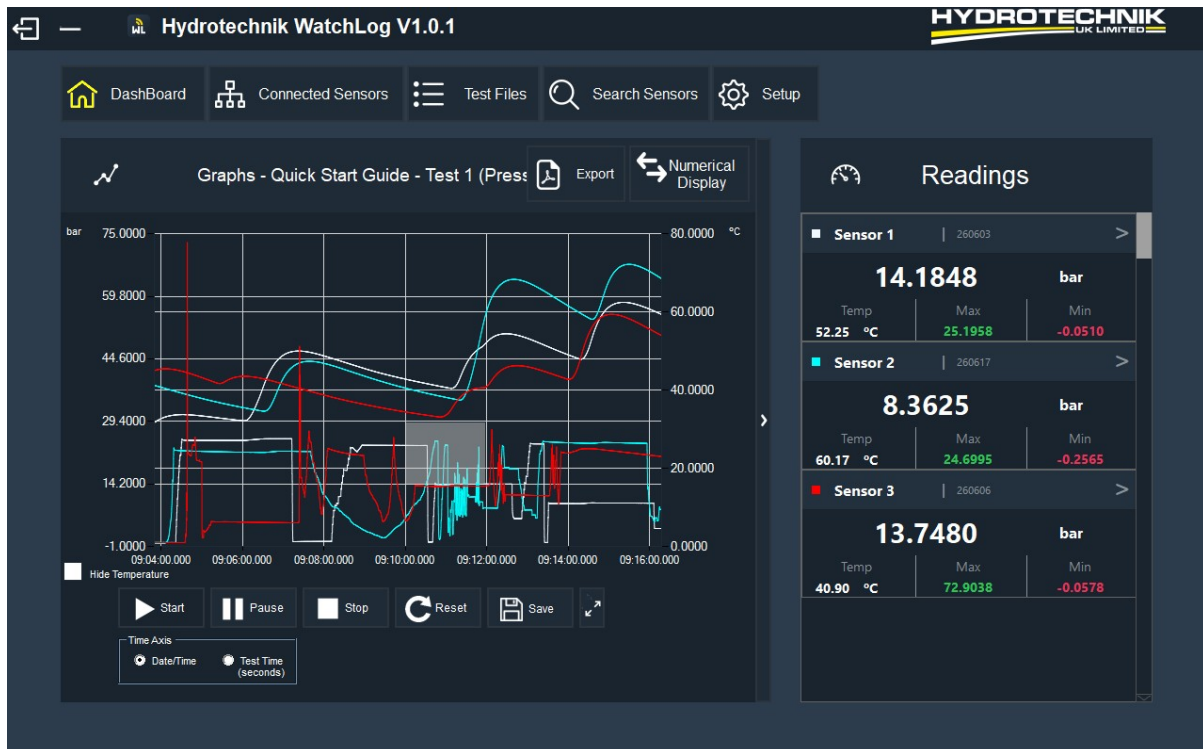 Hydrotechnik WatchLog V1.0.1
HYDROTECHNIK
UK LIMITED
WL
DashBoard
Connected Sensors
Test Files
Search Sensors
Setup
Graphs - Quick Start Guide - Test 1 (Press
Export
Numerical
Display
Readings
bar
75.0000
59.8000
44.6000
29.4000
14.2000
-1.0000
80.0000 °C
60.0000
40.0000
20.0000
0.0000
09:04:00.000
09:06:00.000
09:08:00.000
09:10:00.000
09:12:00.000
09:14:00.000
09:16:00.000
Hide Temperature
Start
Pause
Stop
Reset
Save
Time Axis
Date/Time
Test Time
(seconds)
Sensor 1 | 260603 >
14.1848 bar
Temp Max Min
52.25 °C 25.1958 -0.0510
Sensor 2 | 260617 >
8.3625 bar
Temp Max Min
60.17 °C 24.6995 -0.2565
Sensor 3 | 260606 >
13.7480 bar
Temp Max Min
40.90 °C 72.9038 -0.0578